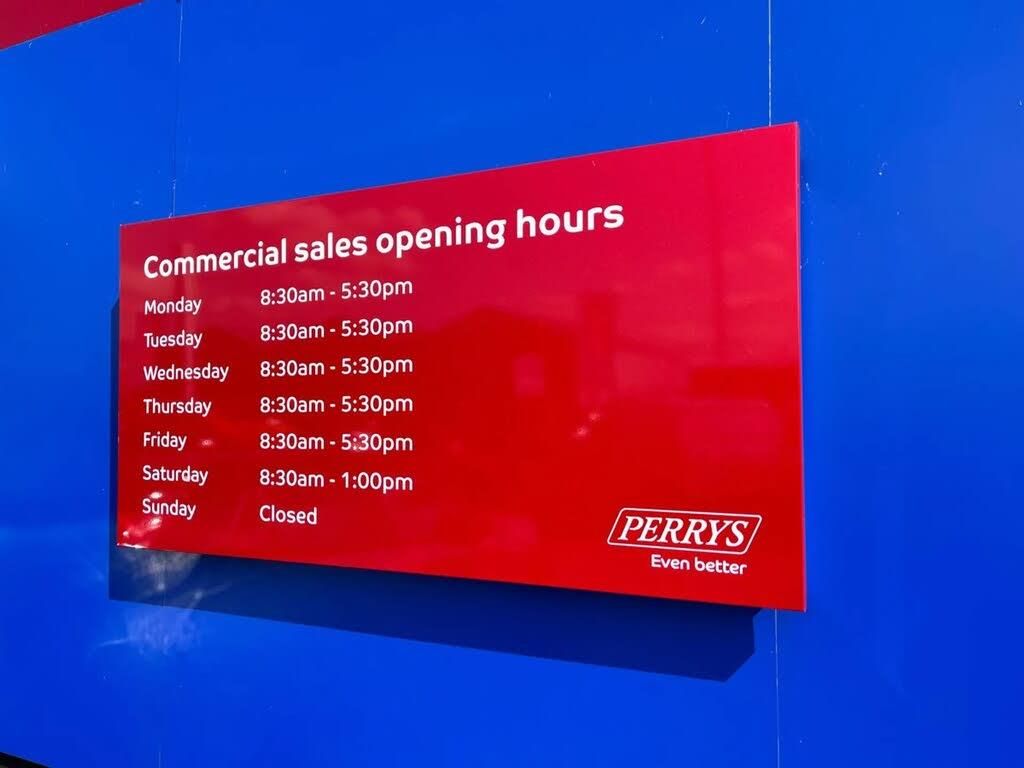 Commercial sales opening hours
Monday 8:30am - 5:30pm
Tuesday 8:30am - 5:30pm
Wednesday 8:30am - 5:30pm
Thursday 8:30am - 5:30pm
Friday 8:30am - 5:30pm
Saturday 8:30am - 1:00pm
Sunday Closed
PERRYS
Even better